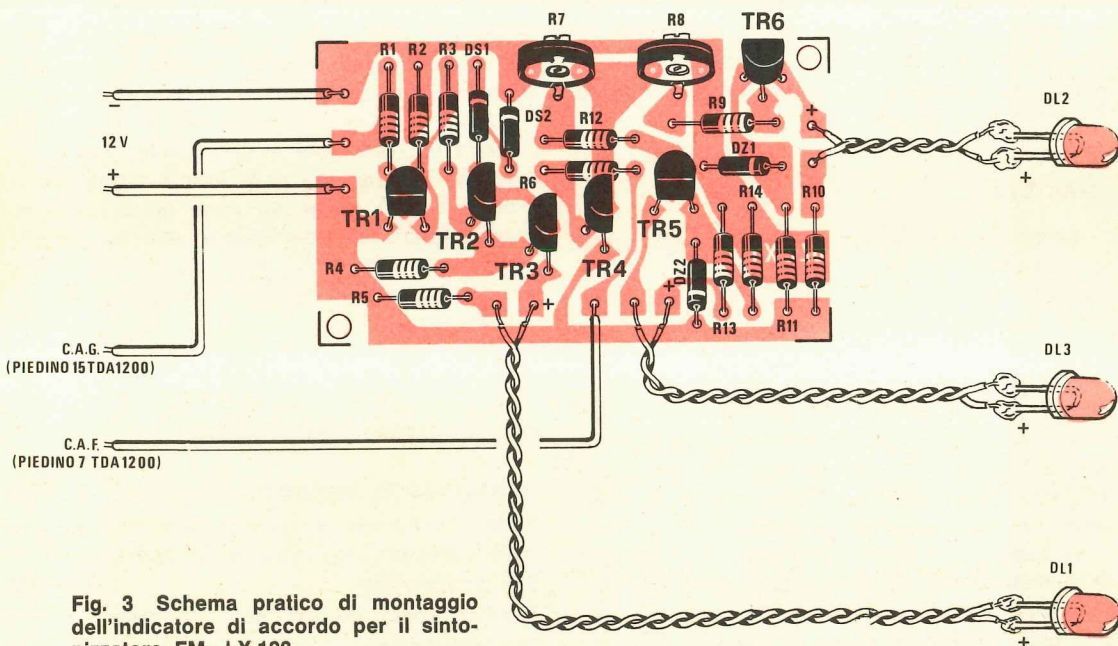 R7
R8
TR6
R1 R2 R3 DS1
DS2
R12
R9
DZ1
R6
R14 R10
DL2
+
+
−
12 V
+
TR1
TR2
TR3
TR4
TR5
R4
R5
DZ2
R13
R11
+
+
C.A.G.
(PIEDINO 15 TDA1200)
DL3
+
C.A.F.
(PIEDINO 7 TDA1200)
DL1
+
Fig. 3 Schema pratico di montaggio
dell'indicatore di accordo per il sinto-